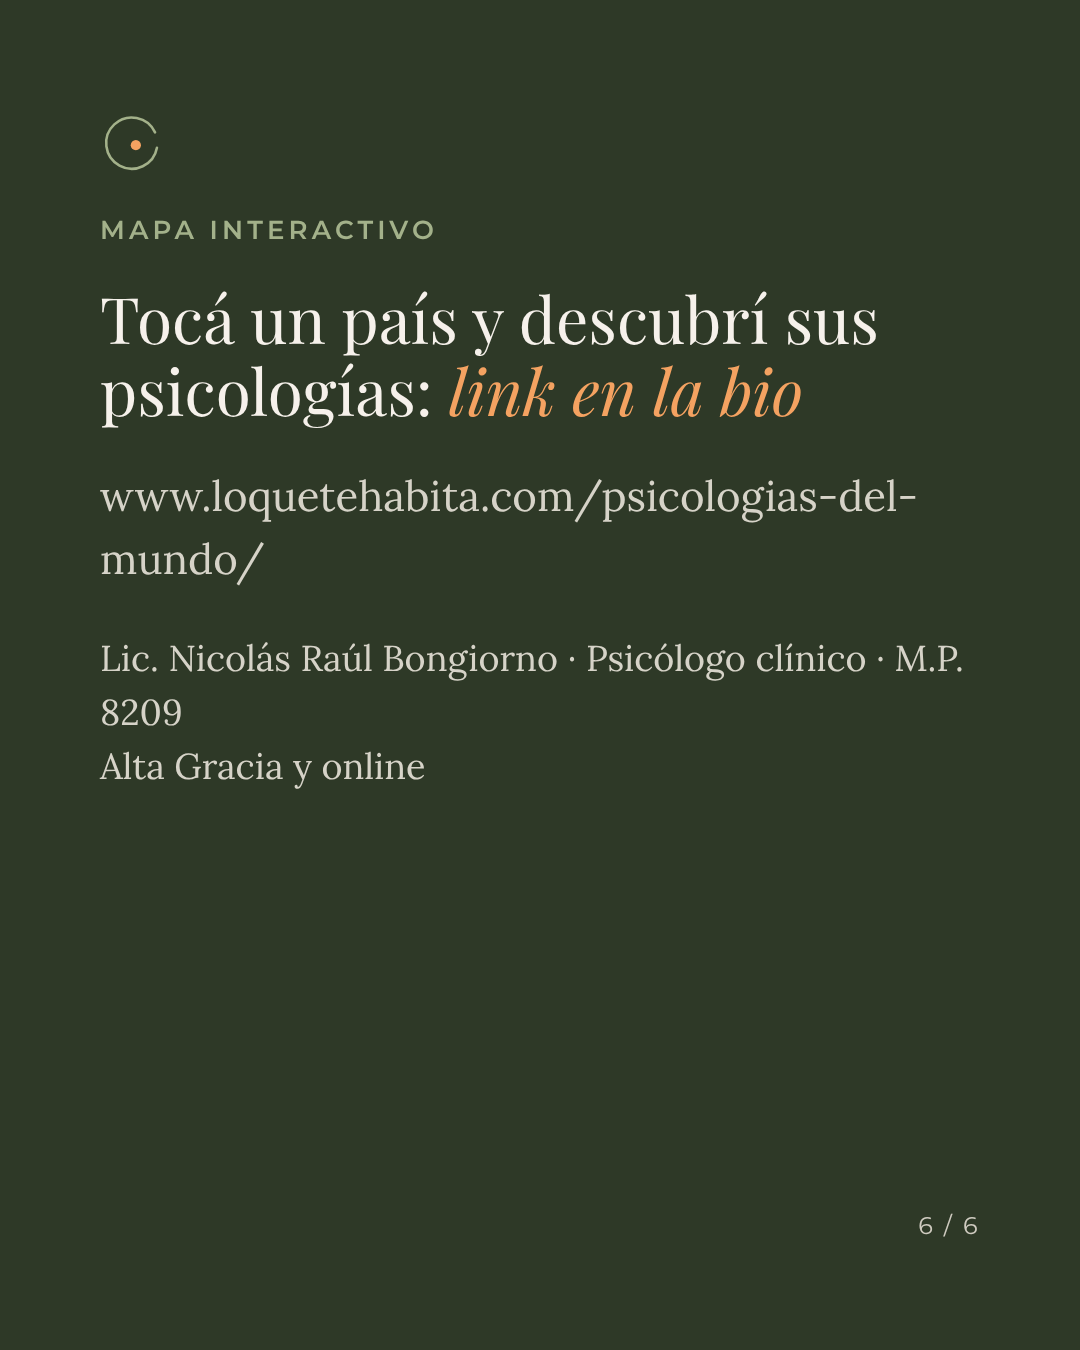 MAPA INTERACTIVO
Tocá un país y descubrí sus
psicologías: link en la bio
www.loquetehabita.com/psicologias-del-
mundo/
Lic. Nicolás Raúl Bongiorno · Psicólogo clínico · M.P.
8209
Alta Gracia y online
6 / 6